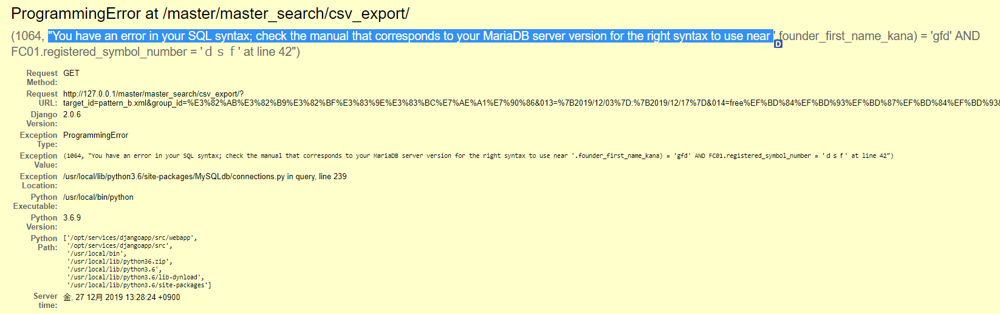 ProgrammingError at /master/master_search/csv_export/
(1064, "You have an error in your SQL syntax; check the manual that corresponds to your MariaDB server version for the right syntax to use near '.founder_first_name_kana) = 'gfd' AND
FC01.registered_symbol_number = 'ｄｓｆ' at line 42")
Request Method: GET
Request URL: http://127.0.0.1/master/master_search/csv_export/?
target_id=pattern_b.xml&group_id=%E3%82%AB%E3%82%B9%E3%82%BF%E3%83%9E%E3%83%BC%E7%AE%A1%E7%90%86&013=%7B2019/12/03%7D:%7B2019/12/17%7D&014=free%EF%BD%84%EF%BD%93%EF%BD%87%EF%BD%84%EF%BD%93&
Django Version: 2.0.6
Exception Type: ProgrammingError
Exception Value: (1064, "You have an error in your SQL syntax; check the manual that corresponds to your MariaDB server version for the right syntax to use near '.founder_first_name_kana) = 'gfd' AND FC01.registered_symbol_number = 'ｄｓｆ' at line 42")
Exception Location: /usr/local/lib/python3.6/site-packages/MySQLdb/connections.py in query, line 239
Python Executable: /usr/local/bin/python
Python Version: 3.6.9
Python Path: ['/opt/services/djangoapp/src/webapp',
'/opt/services/djangoapp/src',
'/usr/local/bin',
'/usr/local/lib/python36.zip',
'/usr/local/lib/python3.6',
'/usr/local/lib/python3.6/lib-dynload',
'/usr/local/lib/python3.6/site-packages']
Server time: 金, 27 12月 2019 13:28:24 +0900